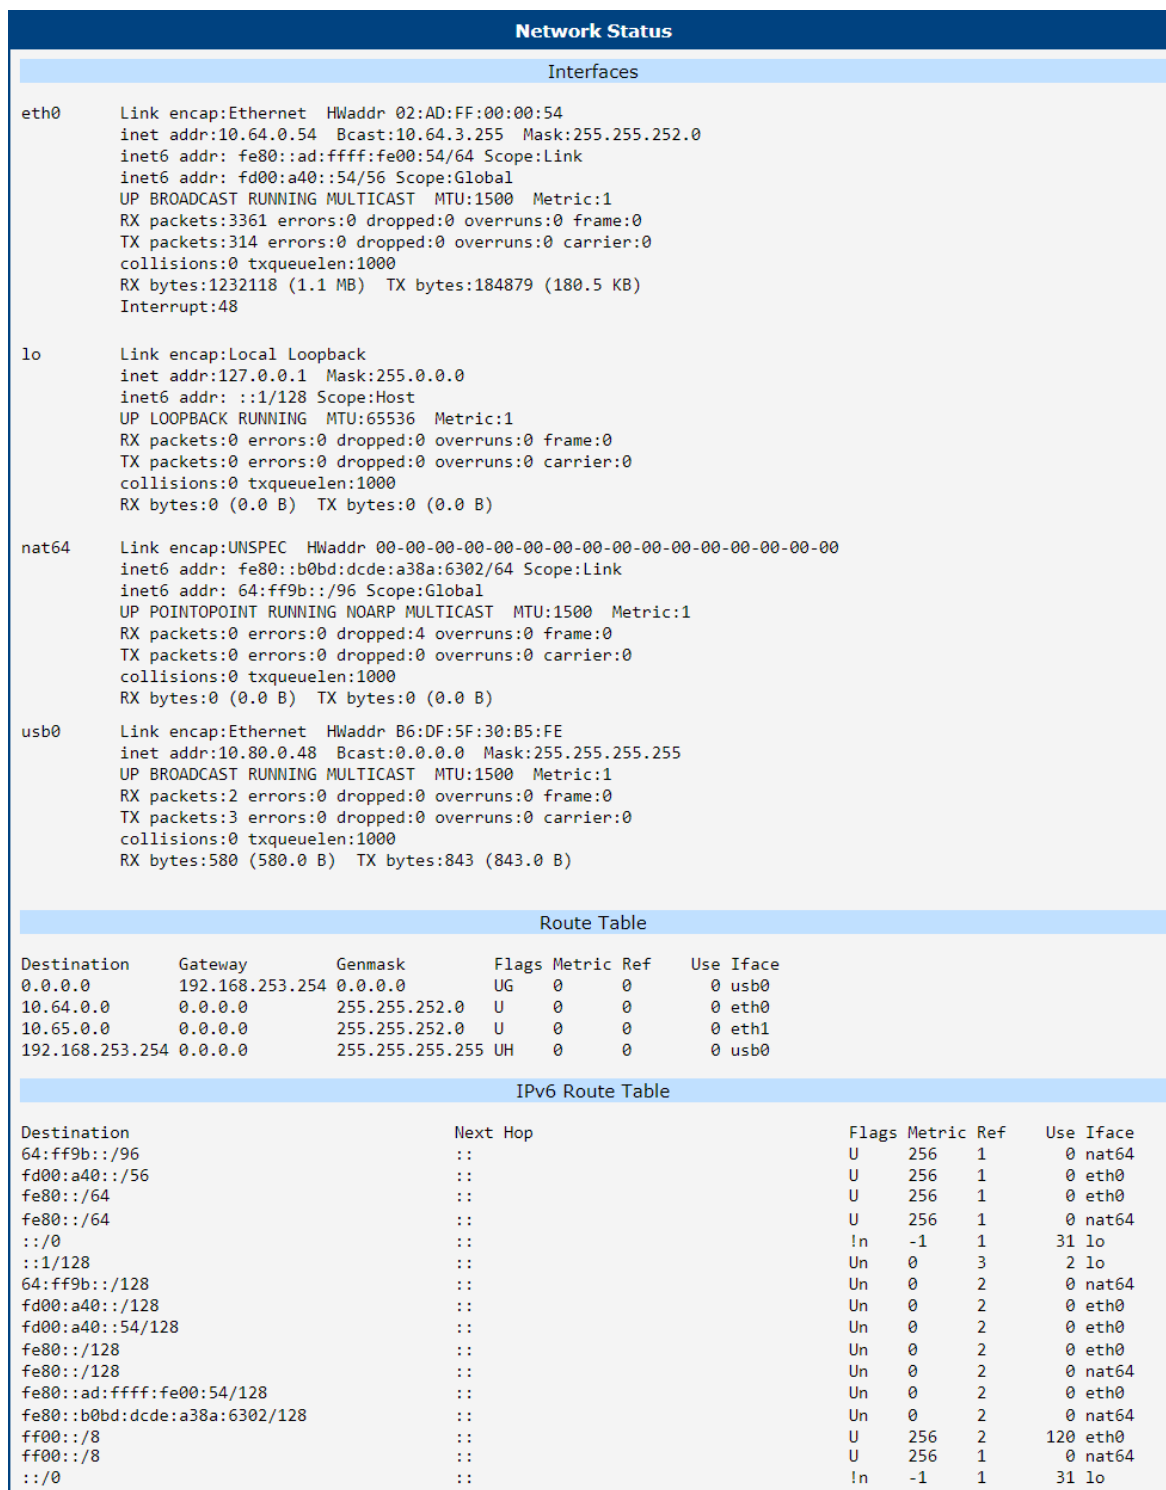 Network Status
Interfaces
eth0      Link encap:Ethernet  HWaddr 02:AD:FF:00:00:54
          inet addr:10.64.0.54  Bcast:10.64.3.255  Mask:255.255.252.0
          inet6 addr: fe80::ad:ffff:fe00:54/64 Scope:Link
          inet6 addr: fd00:a40::54/56 Scope:Global
          UP BROADCAST RUNNING MULTICAST  MTU:1500  Metric:1
          RX packets:3361 errors:0 dropped:0 overruns:0 frame:0
          TX packets:314 errors:0 dropped:0 overruns:0 carrier:0
          collisions:0 txqueuelen:1000
          RX bytes:1232118 (1.1 MB)  TX bytes:184879 (180.5 KB)
          Interrupt:48
lo        Link encap:Local Loopback
          inet addr:127.0.0.1  Mask:255.0.0.0
          inet6 addr: ::1/128 Scope:Host
          UP LOOPBACK RUNNING  MTU:65536  Metric:1
          RX packets:0 errors:0 dropped:0 overruns:0 frame:0
          TX packets:0 errors:0 dropped:0 overruns:0 carrier:0
          collisions:0 txqueuelen:1000
          RX bytes:0 (0.0 B)  TX bytes:0 (0.0 B)
nat64     Link encap:UNSPEC  HWaddr 00-00-00-00-00-00-00-00-00-00-00-00-00-00-00-00
          inet6 addr: fe80::b0bd:dcde:a38a:6302/64 Scope:Link
          inet6 addr: 64:ff9b::/96 Scope:Global
          UP POINTOPOINT RUNNING NOARP MULTICAST  MTU:1500  Metric:1
          RX packets:0 errors:0 dropped:4 overruns:0 frame:0
          TX packets:0 errors:0 dropped:0 overruns:0 carrier:0
          collisions:0 txqueuelen:1000
          RX bytes:0 (0.0 B)  TX bytes:0 (0.0 B)
usb0      Link encap:Ethernet  HWaddr B6:DF:5F:30:B5:FE
          inet addr:10.80.0.48  Bcast:0.0.0.0  Mask:255.255.255.255
          UP BROADCAST RUNNING MULTICAST  MTU:1500  Metric:1
          RX packets:2 errors:0 dropped:0 overruns:0 frame:0
          TX packets:3 errors:0 dropped:0 overruns:0 carrier:0
          collisions:0 txqueuelen:1000
          RX bytes:580 (580.0 B)  TX bytes:843 (843.0 B)
Route Table
Destination     Gateway         Genmask         Flags Metric Ref    Use Iface
0.0.0.0         192.168.253.254 0.0.0.0         UG    0      0        0 usb0
10.64.0.0       0.0.0.0         255.255.252.0   U     0      0        0 eth0
10.65.0.0       0.0.0.0         255.255.252.0   U     0      0        0 eth1
192.168.253.254 0.0.0.0         255.255.255.255 UH    0      0        0 usb0
IPv6 Route Table
Destination                                 Next Hop                                Flags Metric Ref    Use Iface
64:ff9b::/96                                ::                                      U     256    1        0 nat64
fd00:a40::/56                               ::                                      U     256    1        0 eth0
fe80::/64                                   ::                                      U     256    1        0 eth0
fe80::/64                                   ::                                      U     256    1        0 nat64
::/0                                        ::                                      !n    -1     1       31 lo
::1/128                                     ::                                      Un    0      3        2 lo
64:ff9b::/128                               ::                                      Un    0      2        0 nat64
fd00:a40::/128                              ::                                      Un    0      2        0 eth0
fd00:a40::54/128                            ::                                      Un    0      2        0 eth0
fe80::/128                                  ::                                      Un    0      2        0 eth0
fe80::/128                                  ::                                      Un    0      2        0 nat64
fe80::ad:ffff:fe00:54/128                   ::                                      Un    0      2        0 eth0
fe80::b0bd:dcde:a38a:6302/128               ::                                      Un    0      2        0 nat64
ff00::/8                                    ::                                      U     256    2      120 eth0
ff00::/8                                    ::                                      U     256    1        0 nat64
::/0                                        ::                                      !n    -1     1       31 lo